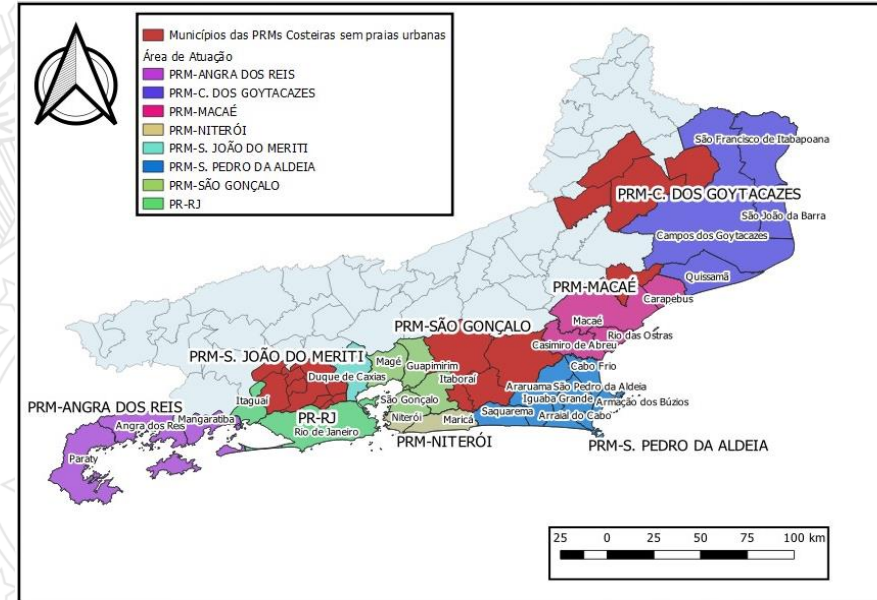 Municípios das PRMs Costeiras sem praias urbanas
Área de Atuação
PRM-ANGRA DOS REIS
PRM-C. DOS GOYTACAZES
PRM-MACAÉ
PRM-NITERÓI
PRM-S. JOÃO DO MERITI
PRM-S. PEDRO DA ALDEIA
PRM-SÃO GONÇALO
PR-RJ
São Francisco de Itabapoana
PRM-C. DOS GOYTACAZES
São João da Barra
Campos dos Goytacazes
Quissamã
PRM-MACAÉ
Carapebus
Macaé
PRM-SÃO GONÇALO
Rio das Ostras
Casimiro de Abreu
PRM-S. JOÃO DO MERITI
Magé
Guapimirim
Cabo Frio
Duque de Caxias
Itaboraí
Araruama
São Pedro da Aldeia
Itaguaí
São Gonçalo
Iguaba Grande
Armação dos Búzios
PRM-ANGRA DOS REIS
Mangaratiba
PR-RJ
Niterói
Maricá
Saquarema
Arraial do Cabo
Angra dos Reis
Rio de Janeiro
PRM-NITERÓI
PRM-S. PEDRO DA ALDEIA
Paraty
25 0 25 50 75 100 km